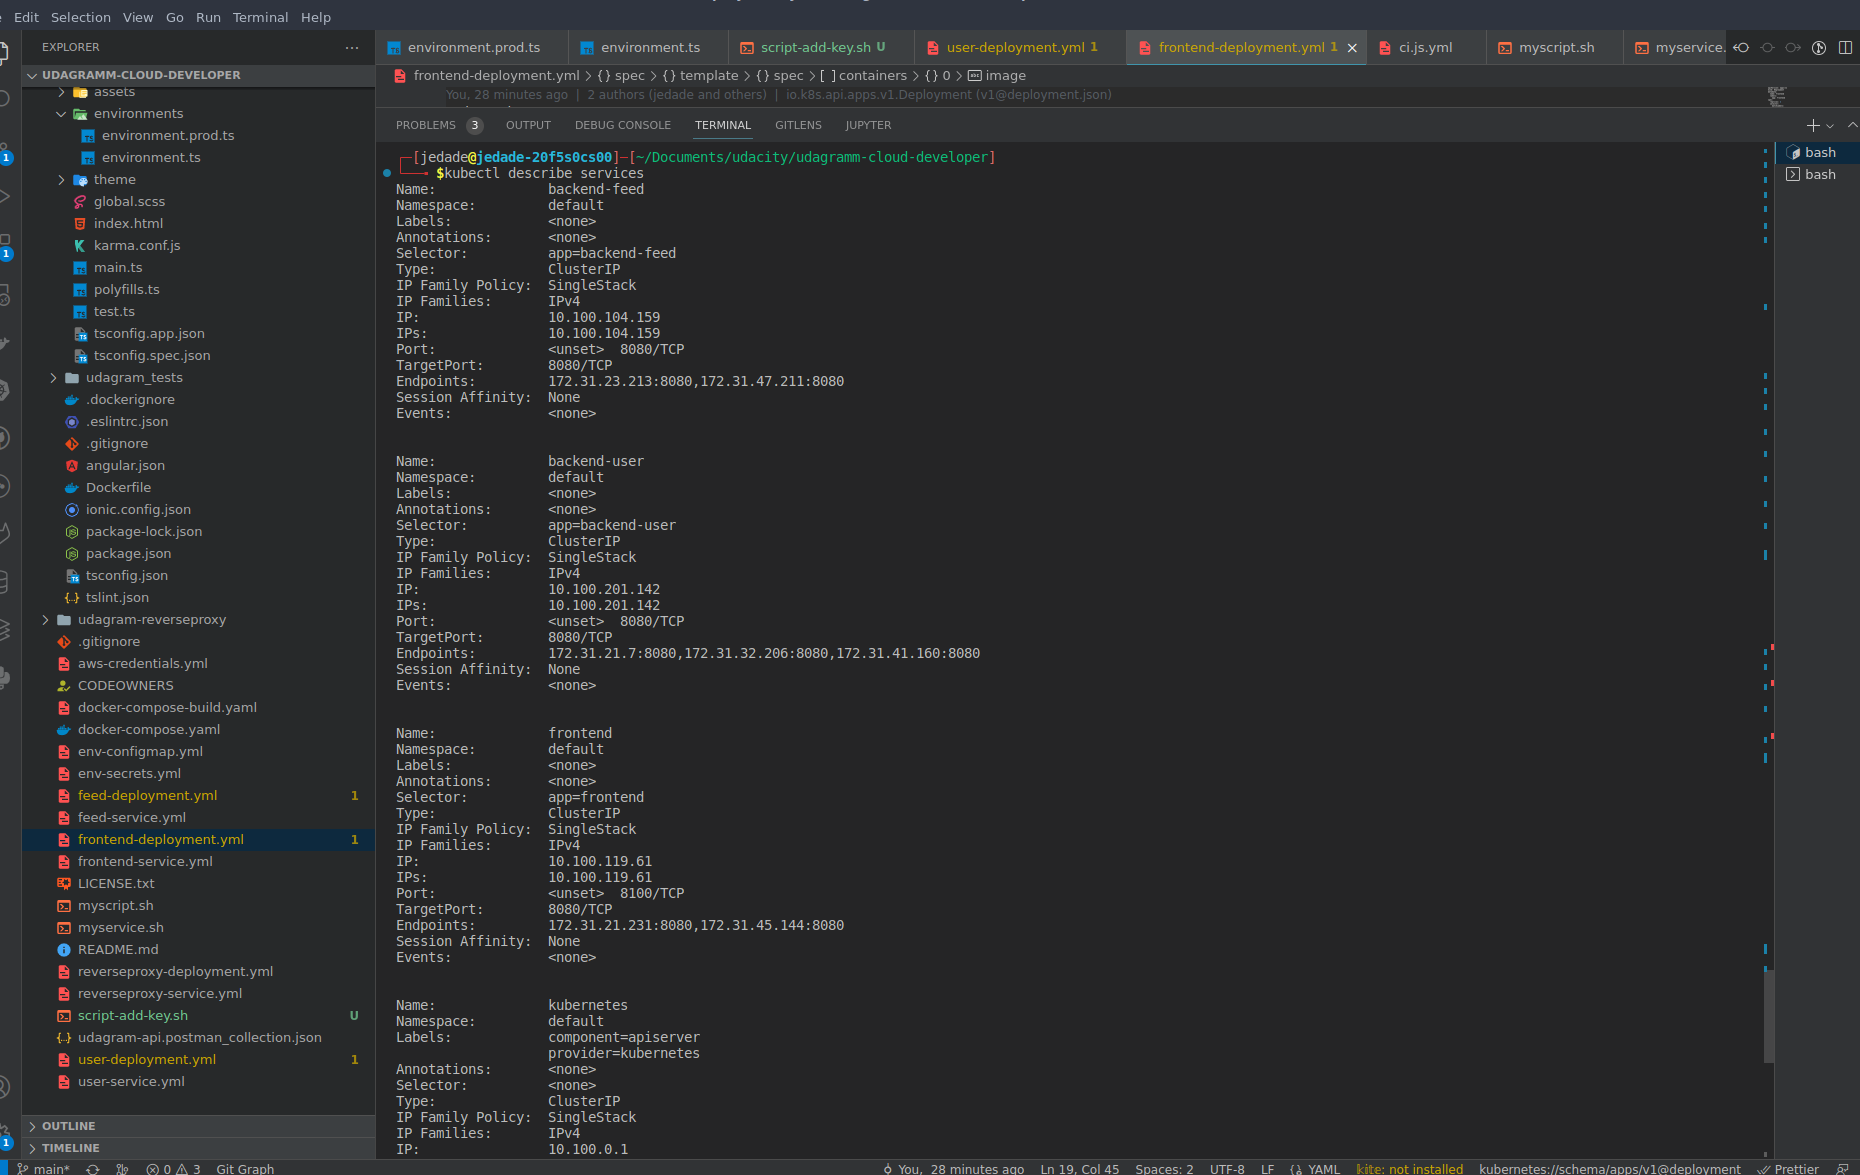 Edit Selection View Go Run Terminal Help
EXPLORER ···
UDAGRAMM-CLOUD-DEVELOPER
assets
environments
environment.prod.ts
environment.ts
theme
global.scss
index.html
karma.conf.js
main.ts
polyfills.ts
test.ts
tsconfig.app.json
tsconfig.spec.json
udagram_tests
.dockerignore
.eslintrc.json
.gitignore
angular.json
Dockerfile
ionic.config.json
package-lock.json
package.json
tsconfig.json
tslint.json
udagram-reverseproxy
.gitignore
aws-credentials.yml
CODEOWNERS
docker-compose-build.yaml
docker-compose.yaml
env-configmap.yml
env-secrets.yml
feed-deployment.yml 1
feed-service.yml
frontend-deployment.yml 1
frontend-service.yml
LICENSE.txt
myscript.sh
myservice.sh
README.md
reverseproxy-deployment.yml
reverseproxy-service.yml
script-add-key.sh U
udagram-api.postman_collection.json
user-deployment.yml 1
user-service.yml
OUTLINE
TIMELINE
environment.prod.ts environment.ts script-add-key.sh U user-deployment.yml 1 frontend-deployment.yml 1 ci.js.yml myscript.sh myservice.
frontend-deployment.yml > {} spec > {} template > {} spec > [ ] containers > {} 0 > image
You, 28 minutes ago | 2 authors (jedade and others) | io.k8s.api.apps.v1.Deployment (v1@deployment.json)
PROBLEMS 3 OUTPUT DEBUG CONSOLE TERMINAL GITLENS JUPYTER
bash
bash
┌─[jedade@jedade-20f5s0cs00]─[~/Documents/udacity/udagramm-cloud-developer]
$kubectl describe services
Name: backend-feed
Namespace: default
Labels: <none>
Annotations: <none>
Selector: app=backend-feed
Type: ClusterIP
IP Family Policy: SingleStack
IP Families: IPv4
IP: 10.100.104.159
IPs: 10.100.104.159
Port: <unset> 8080/TCP
TargetPort: 8080/TCP
Endpoints: 172.31.23.213:8080,172.31.47.211:8080
Session Affinity: None
Events: <none>
Name: backend-user
Namespace: default
Labels: <none>
Annotations: <none>
Selector: app=backend-user
Type: ClusterIP
IP Family Policy: SingleStack
IP Families: IPv4
IP: 10.100.201.142
IPs: 10.100.201.142
Port: <unset> 8080/TCP
TargetPort: 8080/TCP
Endpoints: 172.31.21.7:8080,172.31.32.206:8080,172.31.41.160:8080
Session Affinity: None
Events: <none>
Name: frontend
Namespace: default
Labels: <none>
Annotations: <none>
Selector: app=frontend
Type: ClusterIP
IP Family Policy: SingleStack
IP Families: IPv4
IP: 10.100.119.61
IPs: 10.100.119.61
Port: <unset> 8100/TCP
TargetPort: 8080/TCP
Endpoints: 172.31.21.231:8080,172.31.45.144:8080
Session Affinity: None
Events: <none>
Name: kubernetes
Namespace: default
Labels: component=apiserver
provider=kubernetes
Annotations: <none>
Selector: <none>
Type: ClusterIP
IP Family Policy: SingleStack
IP Families: IPv4
IP: 10.100.0.1
main* 0 3 Git Graph You, 28 minutes ago Ln 19, Col 45 Spaces: 2 UTF-8 LF YAML kite: not installed kubernetes://schema/apps/v1@deployment Prettier